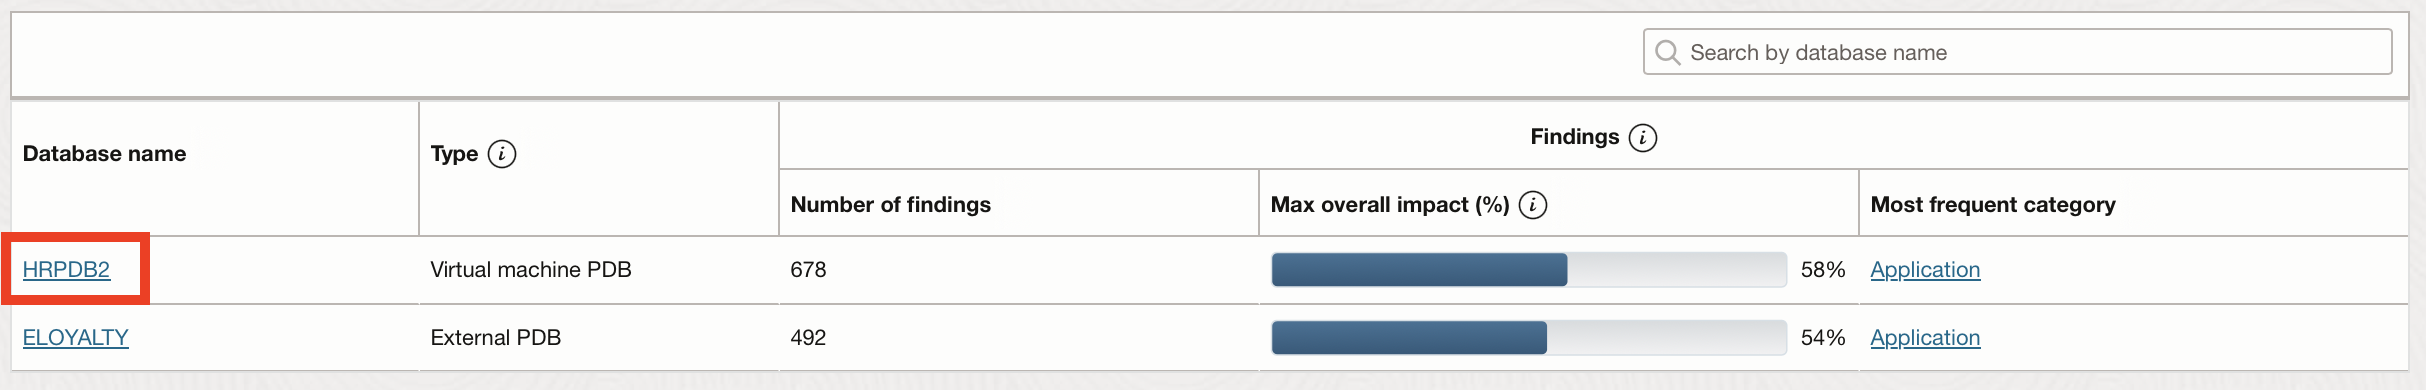 Search by database name
Findings
Database name Type
Number of findings Max overall impact (%) Most frequent category
HRPDB2 Virtual machine PDB 678 58% Application
ELOYALTY External PDB 492 54% Application